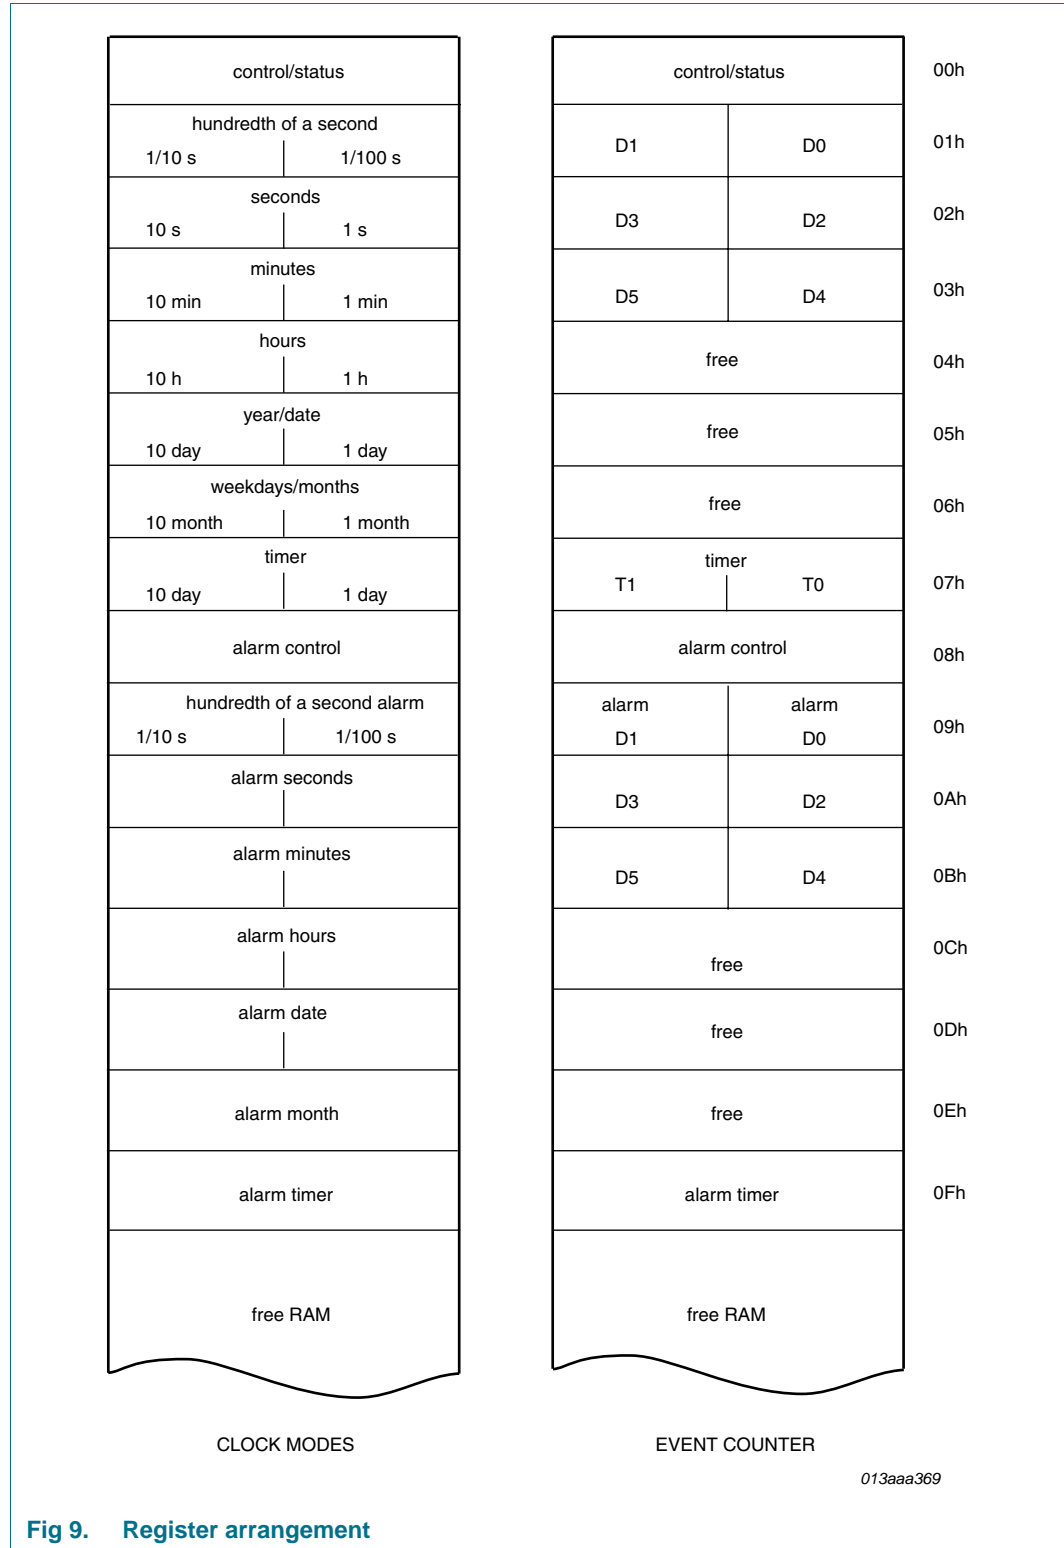 control/status control/status 00h
hundredth of a second
1/10 s 1/100 s D1 D0 01h
seconds
10 s 1 s D3 D2 02h
minutes
10 min 1 min D5 D4 03h
hours
10 h 1 h free 04h
year/date
10 day 1 day free 05h
weekdays/months
10 month 1 month free 06h
timer timer
10 day 1 day T1 T0 07h
alarm control alarm control 08h
hundredth of a second alarm alarm alarm
1/10 s 1/100 s D1 D0 09h
alarm seconds D3 D2 0Ah
alarm minutes D5 D4 0Bh
alarm hours free 0Ch
alarm date free 0Dh
alarm month free 0Eh
alarm timer alarm timer 0Fh
free RAM free RAM
CLOCK MODES EVENT COUNTER
013aaa369
Fig 9. Register arrangement